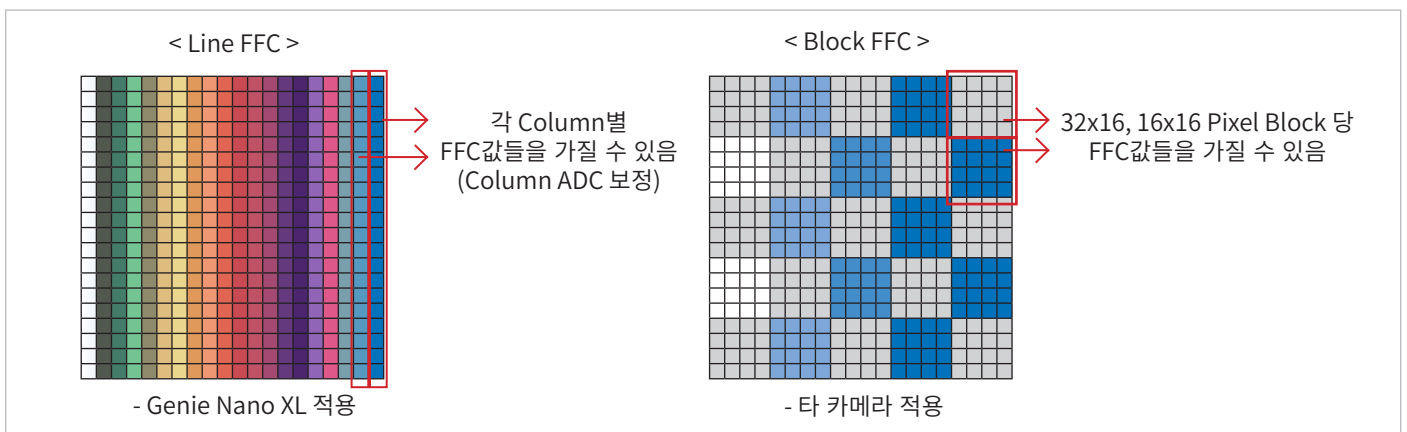 < Line FFC >
각 Column별
FFC값들을 가질 수 있음
(Column ADC 보정)
- Genie Nano XL 적용
< Block FFC >
32x16, 16x16 Pixel Block 당
FFC값들을 가질 수 있음
- 타 카메라 적용